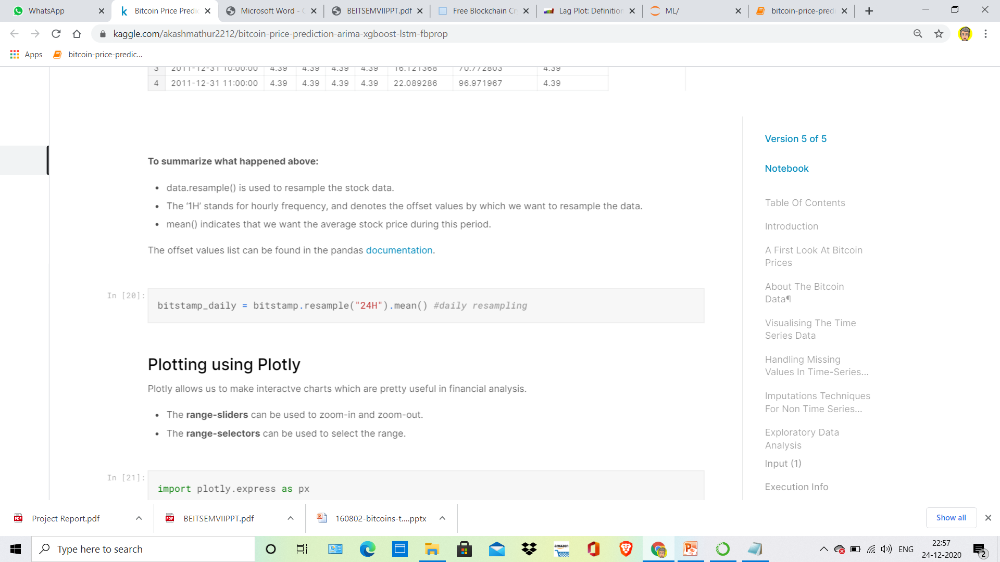 WhatsApp
Bitcoin Price Predic
Microsoft Word -
BEITSEMVIIPPT.pdf
Free Blockchain Cr
Lag Plot: Definition
ML/
bitcoin-price-pred
kaggle.com/akashmathur2212/bitcoin-price-prediction-arima-xgboost-lstm-fbprop
Apps
bitcoin-price-predic...
3 2011-12-31 10:00:00 4.39 4.39 4.39 4.39 16.121368 70.772803 4.39
4 2011-12-31 11:00:00 4.39 4.39 4.39 4.39 22.089286 96.971967 4.39
To summarize what happened above:
• data.resample() is used to resample the stock data.
• The ‘1H’ stands for hourly frequency, and denotes the offset values by which we want to resample the data.
• mean() indicates that we want the average stock price during this period.
The offset values list can be found in the pandas documentation.
In [20]:
bitstamp_daily = bitstamp.resample("24H").mean() #daily resampling
Plotting using Plotly
Plotly allows us to make interactve charts which are pretty useful in financial analysis.
• The range-sliders can be used to zoom-in and zoom-out.
• The range-selectors can be used to select the range.
In [21]:
import plotly.express as px
Version 5 of 5
Notebook
Table Of Contents
Introduction
A First Look At Bitcoin
Prices
About The Bitcoin
Data¶
Visualising The Time
Series Data
Handling Missing
Values In Time-Series...
Imputations Techniques
For Non Time Series...
Exploratory Data
Analysis
Input (1)
Execution Info
Project Report.pdf
BEITSEMVIIPPT.pdf
160802-bitcoins-t....pptx
Show all
Type here to search
amazon
ENG
22:57
24-12-2020
2